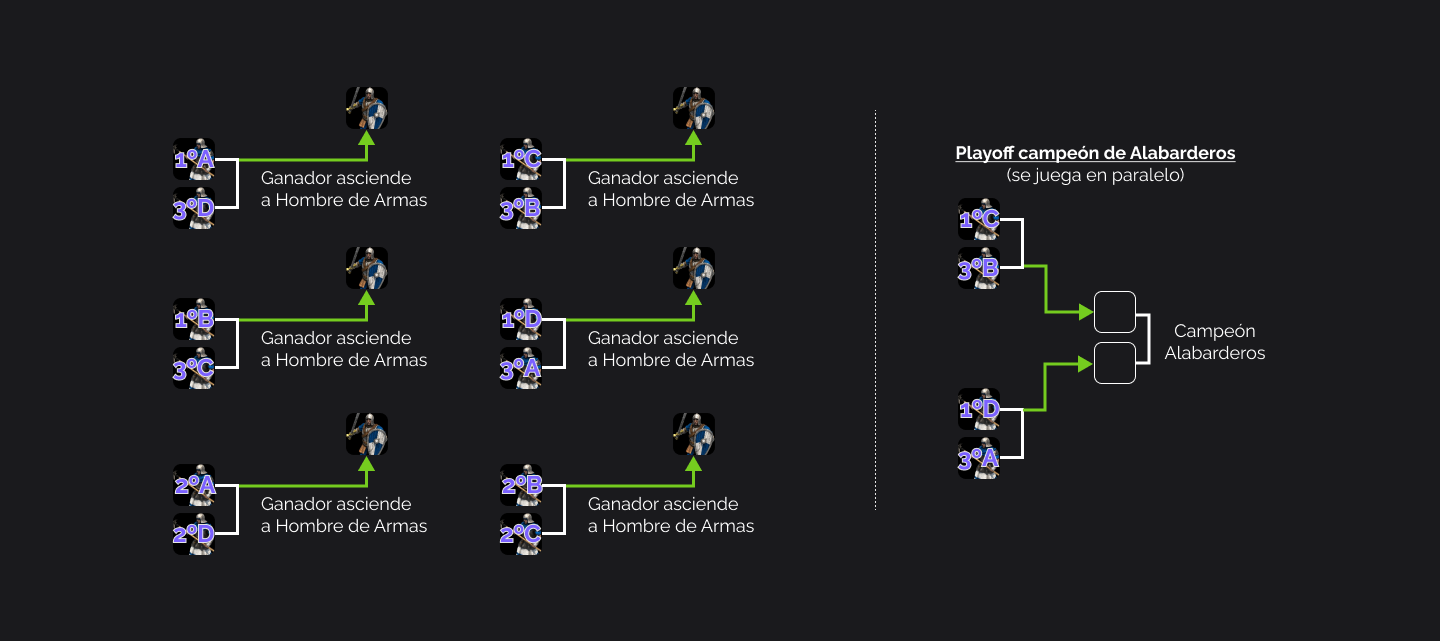 1ºA
3ºD
Ganador asciende
a Hombre de Armas
1ºC
3ºB
Ganador asciende
a Hombre de Armas
1ºB
3ºC
Ganador asciende
a Hombre de Armas
1ºD
3ºA
Ganador asciende
a Hombre de Armas
2ºA
2ºD
Ganador asciende
a Hombre de Armas
2ºB
2ºC
Ganador asciende
a Hombre de Armas
Playoff campeón de Alabarderos
(se juega en paralelo)
1ºC
3ºB
1ºD
3ºA
Campeón
Alabarderos